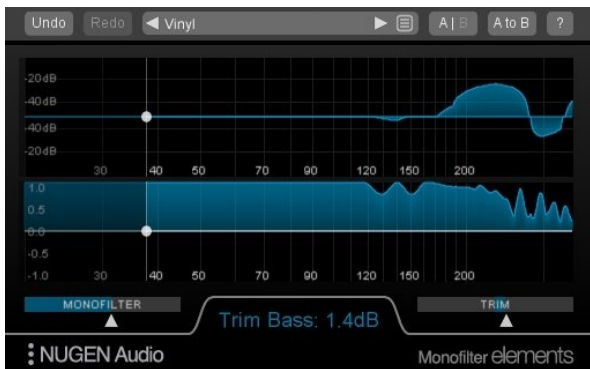 Undo Redo Vinyl A | B A to B ?
-20dB
-40dB
-40dB
-20dB
30 40 50 70 90 120 150 200
1.0
0.5
0.0
-0.5
-1.0 30 40 50 70 90 120 150 200
MONOFILTER TRIM
Trim Bass: 1.4dB
NUGEN Audio Monofilter elements